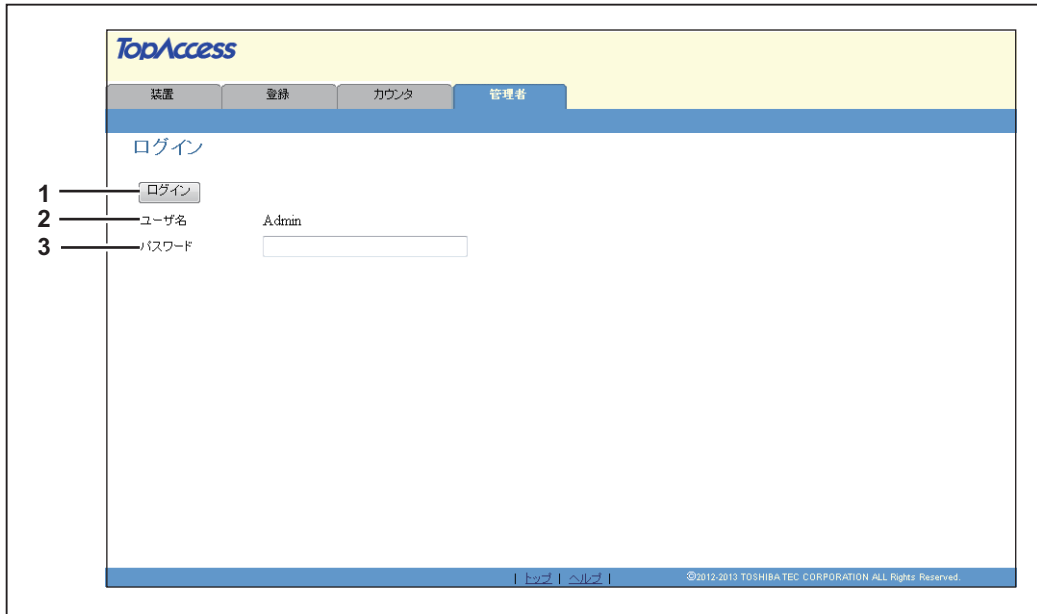 TopAccess
装置 登録 カウンタ 管理者
ログイン
1 ログイン
2 ユーザ名 Admin
3 パスワード
| トップ | ヘルプ | ©2012-2013 TOSHIBA TEC CORPORATION ALL Rights Reserved.